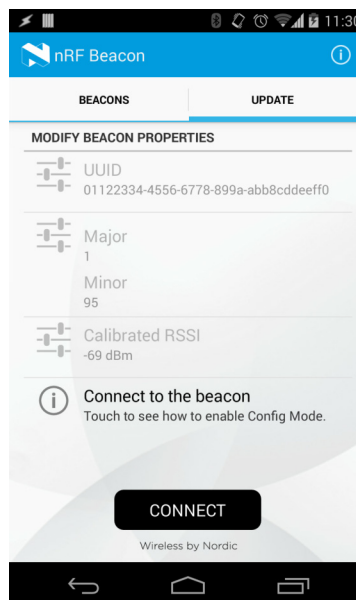 11:30
nRF Beacon
BEACONS
UPDATE
MODIFY BEACON PROPERTIES
UUID
01122334-4556-6778-899a-abb8cddeeff0
Major
1
Minor
95
Calibrated RSSI
-69 dBm
Connect to the beacon
Touch to see how to enable Config Mode.
CONNECT
Wireless by Nordic